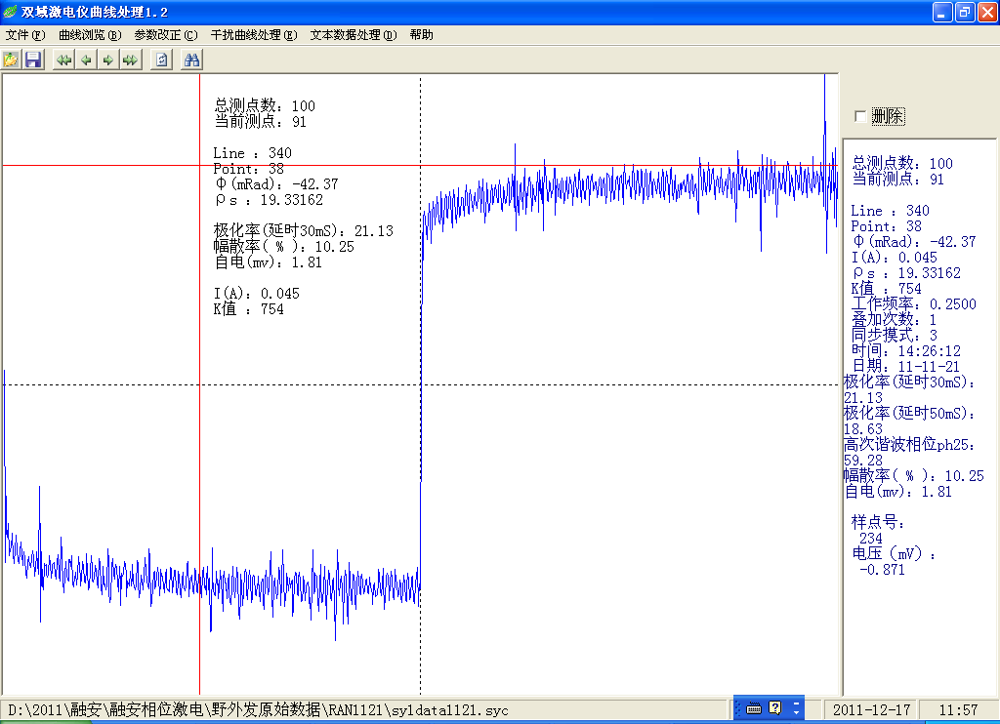 双域激电仪曲线处理1.2
文件(F) 曲线浏览(B) 参数改正(C) 干扰曲线处理(E) 文本数据处理(D) 帮助
总测点数: 100
当前测点: 91
Line : 340
Point: 38
Φ(mRad): -42.37
ρs : 19.33162
极化率(延时30mS): 21.13
幅散率( % ): 10.25
自电(mv): 1.81
I(A): 0.045
K值 : 754
删除
总测点数: 100
当前测点: 91
Line : 340
Point: 38
Φ(mRad): -42.37
I(A): 0.045
ρs : 19.33162
K值 : 754
工作频率: 0.2500
叠加次数: 1
同步摸式: 3
时间: 14:26:12
日期: 11-11-21
极化率(延时30mS):
21.13
极化率(延时50mS):
18.63
高次谐波相位ph25:
59.28
幅散率( % ): 10.25
自电(mv): 1.81
样点号:
234
电压（mV）:
-0.871
D:\2011\融安\融安相位激电\野外发原始数据\RAN1121\syldata1121.syc
2011-12-17 11:57